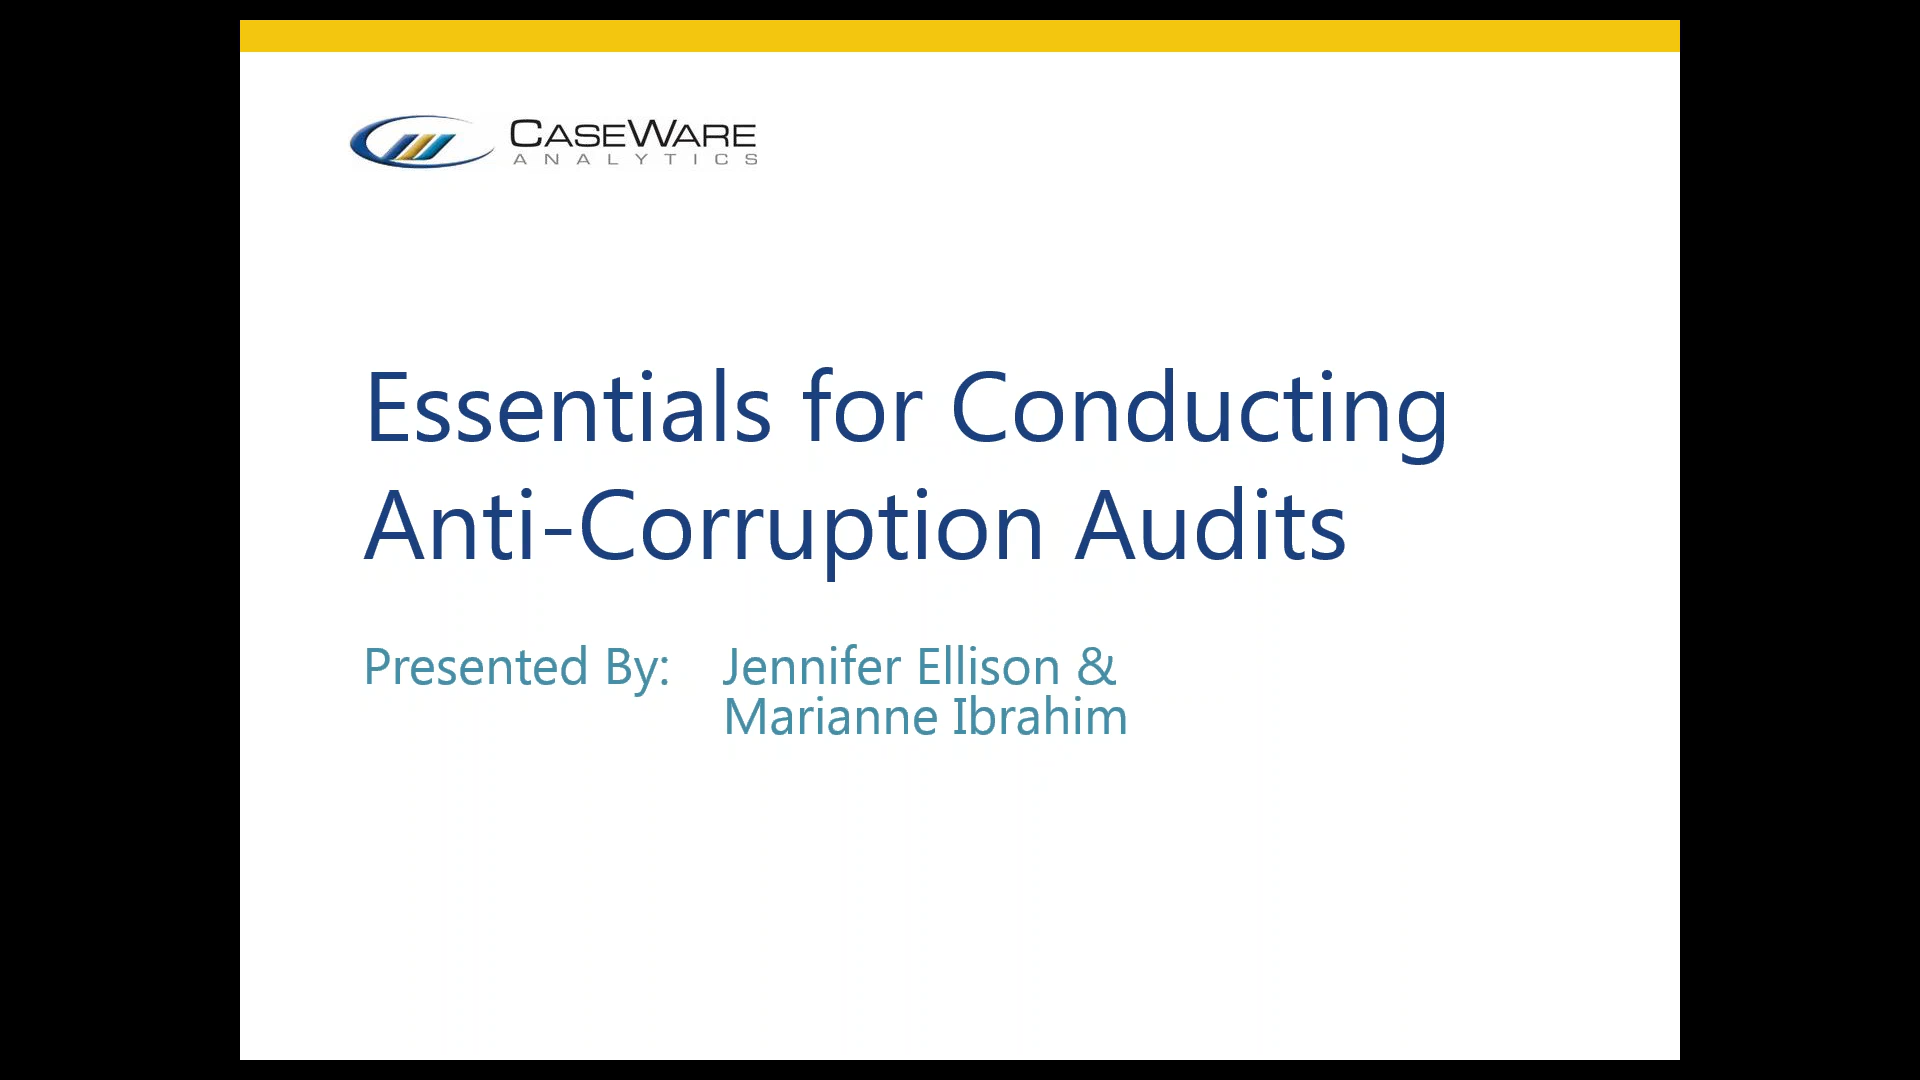 CASEWARE
ANALYTICS
Essentials for Conducting
Anti-Corruption Audits
Presented By: Jennifer Ellison &
Marianne Ibrahim